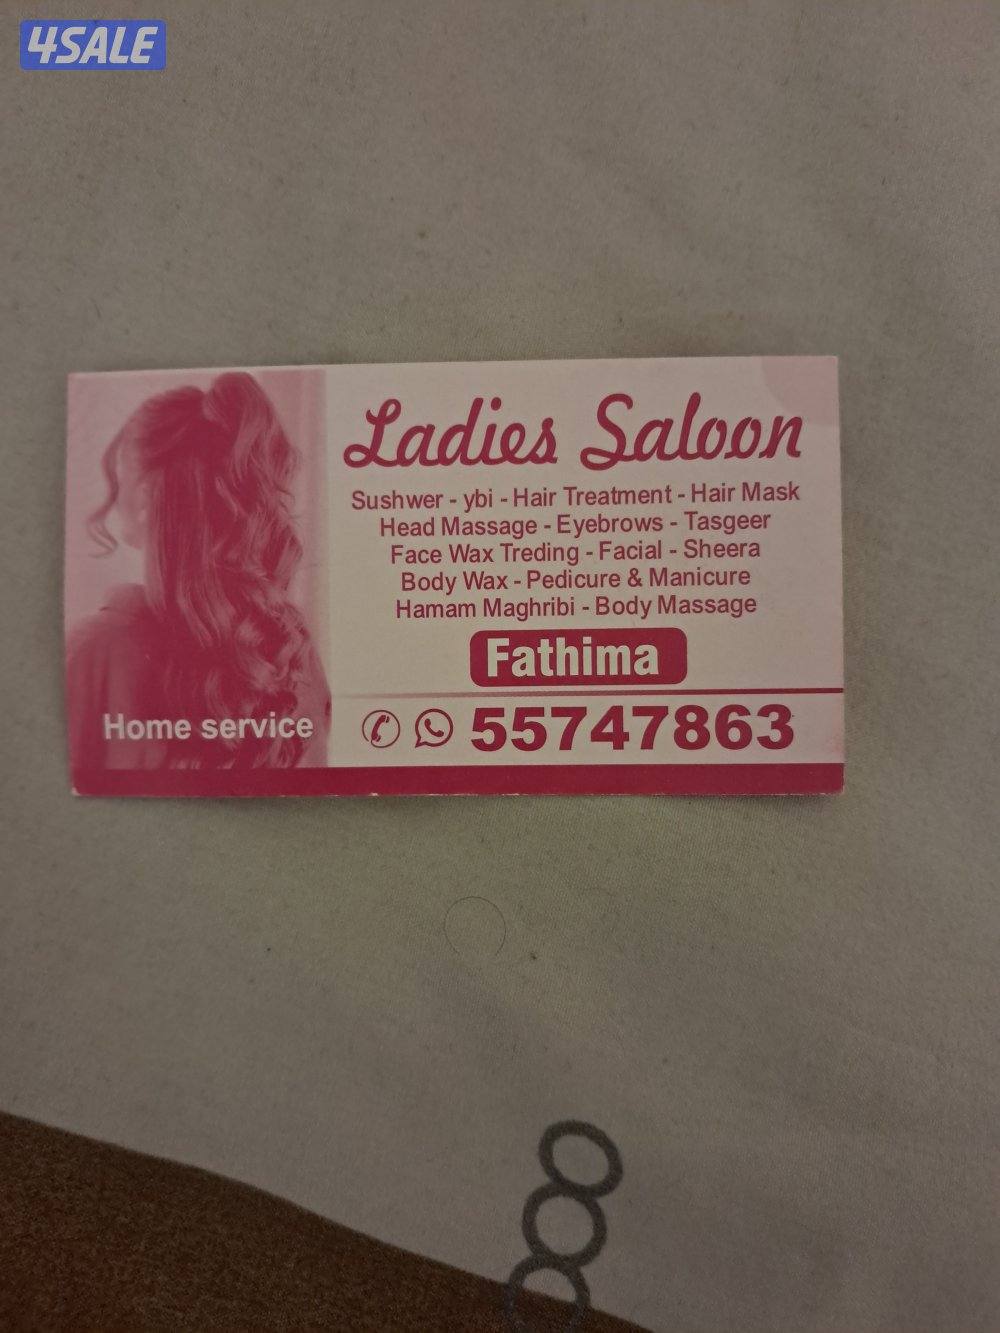 4SALE
Ladies Saloon
Sushwer - ybi - Hair Treatment - Hair Mask
Head Massage - Eyebrows - Tasgeer
Face Wax Treding - Facial - Sheera
Body Wax - Pedicure & Manicure
Hamam Maghribi - Body Massage
Fathima
Home service
55747863